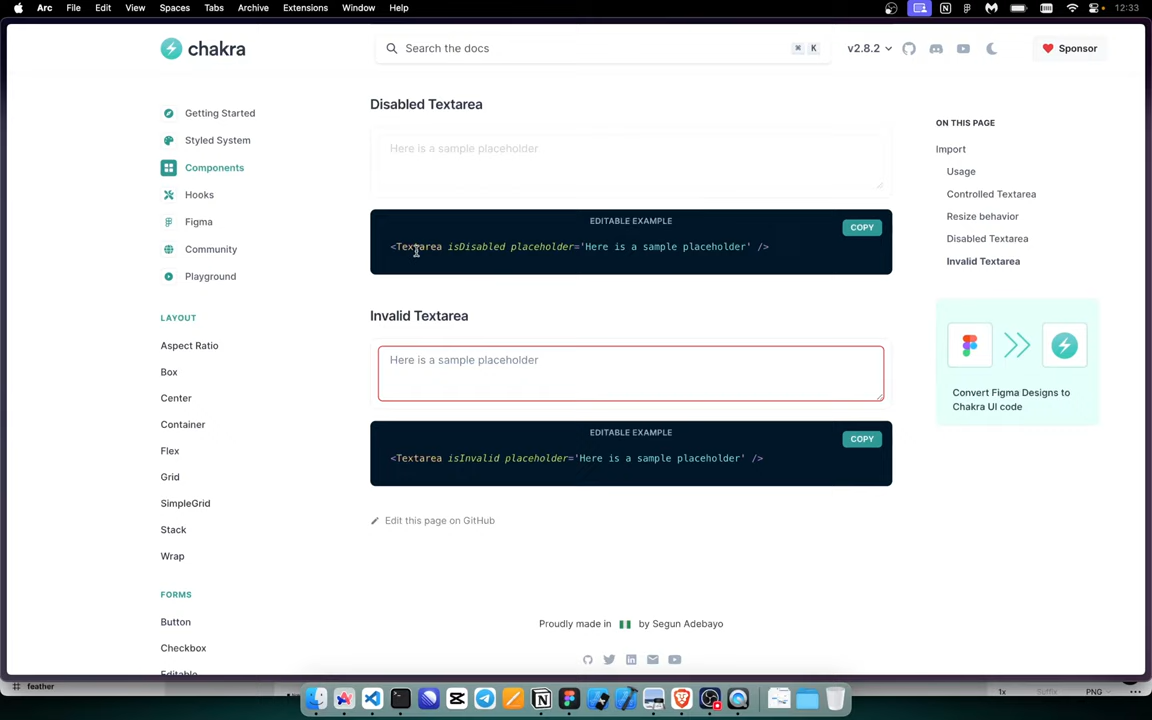 Arc File Edit View Spaces Tabs Archive Extensions Window Help 12:33
chakra
Search the docs
⌘ K
v2.8.2
Sponsor
Getting Started
Styled System
Components
Hooks
Figma
Community
Playground
LAYOUT
Aspect Ratio
Box
Center
Container
Flex
Grid
SimpleGrid
Stack
Wrap
FORMS
Button
Checkbox
Editable
Disabled Textarea
Here is a sample placeholder
EDITABLE EXAMPLE
COPY
<Textarea isDisabled placeholder='Here is a sample placeholder' />
Invalid Textarea
Here is a sample placeholder
EDITABLE EXAMPLE
COPY
<Textarea isInvalid placeholder='Here is a sample placeholder' />
Edit this page on GitHub
Proudly made in by Segun Adebayo
ON THIS PAGE
Import
Usage
Controlled Textarea
Resize behavior
Disabled Textarea
Invalid Textarea
Convert Figma Designs to
Chakra UI code
# feather
1x Suffix PNG